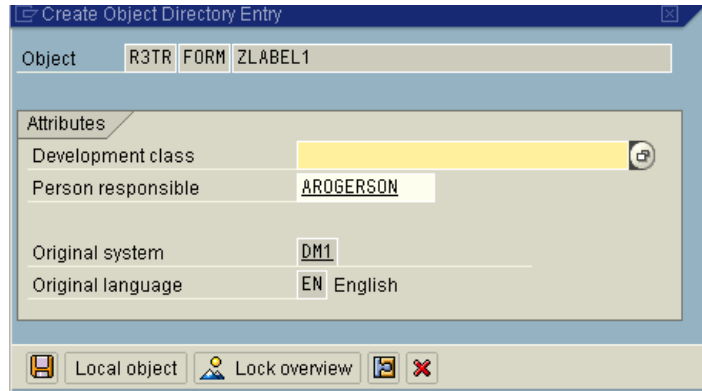 Create Object Directory Entry
Object R3TR FORM ZLABEL1
Attributes
Development class
Person responsible AROGERSON
Original system DM1
Original language EN English
Local object Lock overview